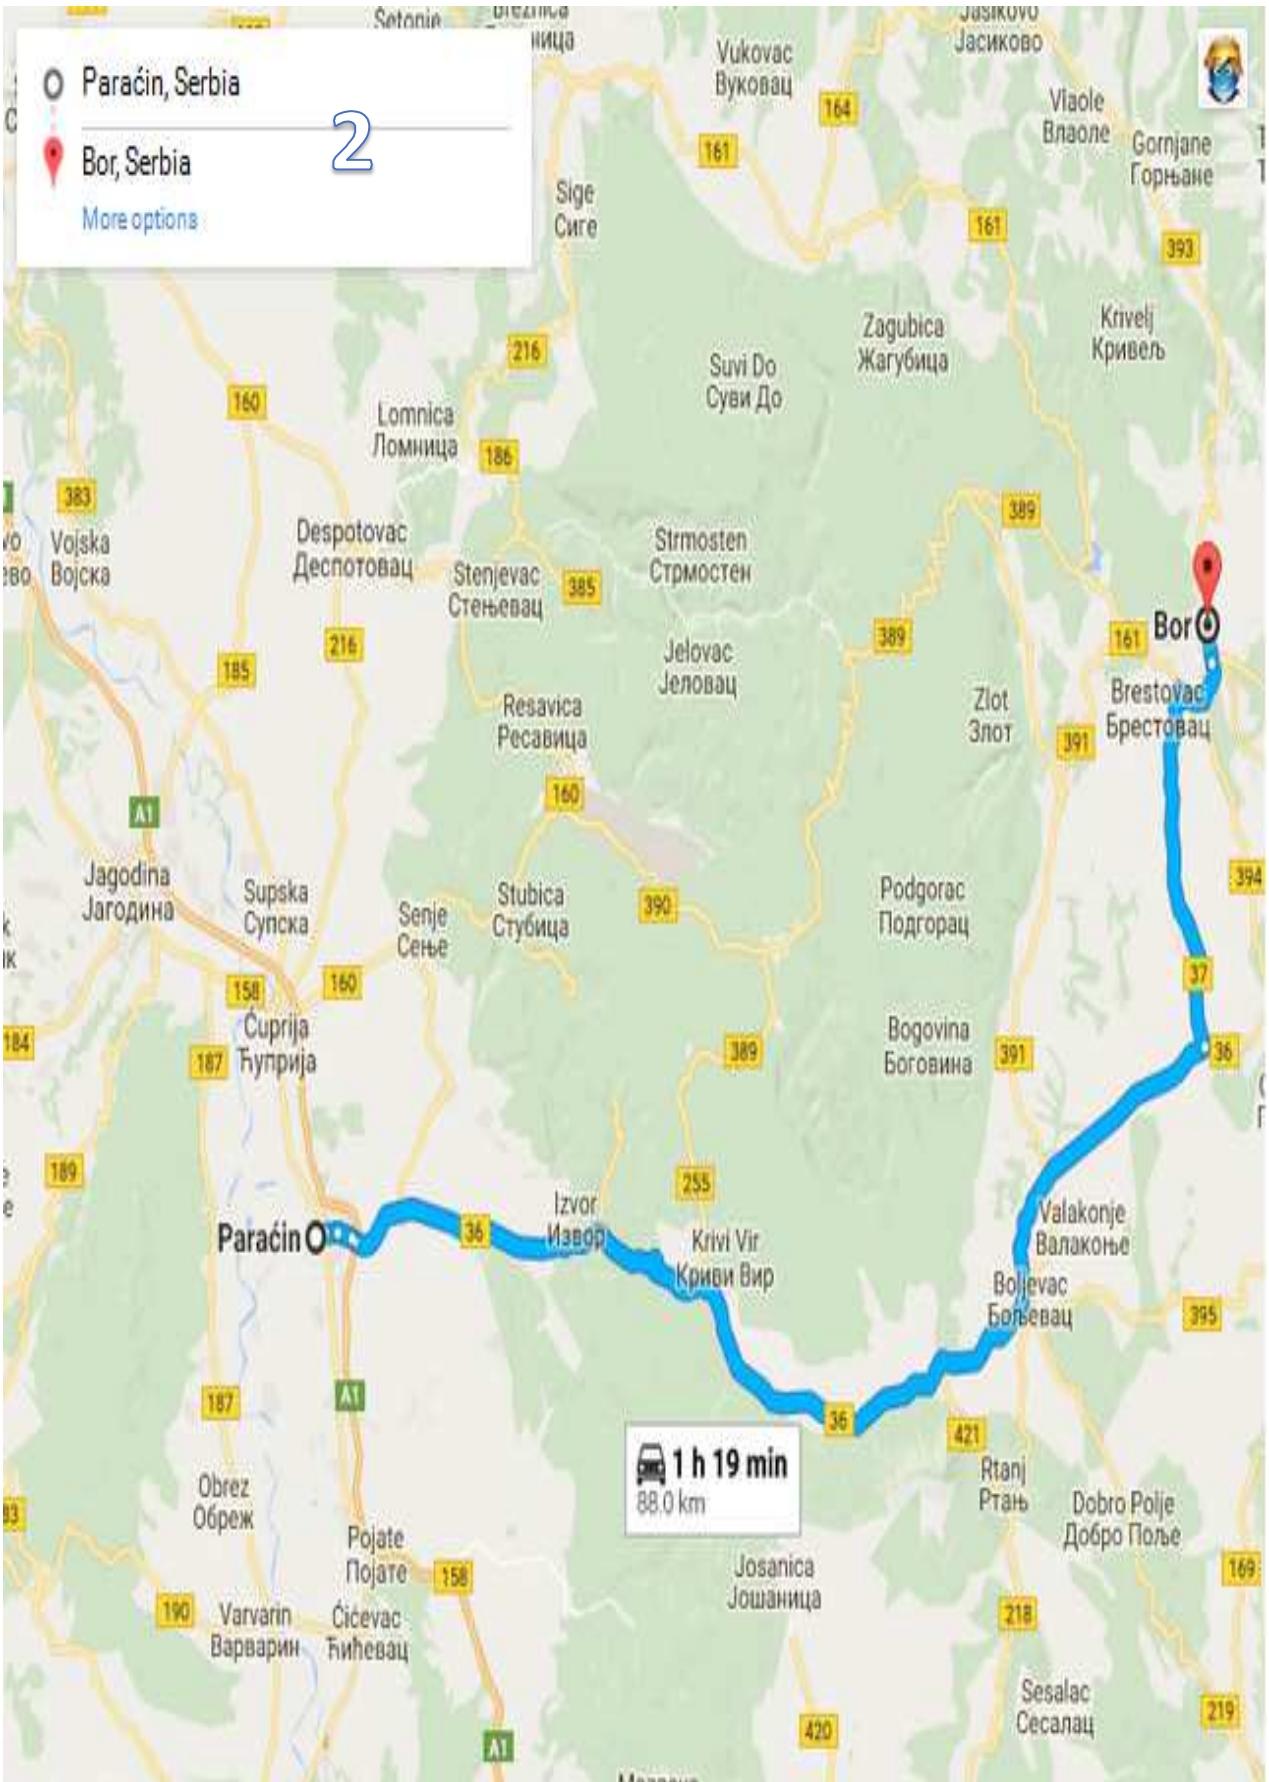 Paraćin, Serbia
2
Bor, Serbia
More options
Šetonje
Breznica
ница
Jasikovo
Јасиково
Vukovac
Вуковац
164
Vlaole
Влаоле
161
Gornjane
Горњане
Sige
Сиге
161
393
Krivelj
Кривељ
Zagubica
Жагубица
216
Suvi Do
Суви До
160
Lomnica
Ломница
186
383
389
Vojska
Војска
Despotovac
Деспотовац
Strmosten
Стрмостен
Stenjevac
Стењевац
385
Bor
161
389
216
185
Jelovac
Јеловац
Brestovac
Брестовац
Zlot
Злот
Resavica
Ресавица
391
160
A1
Jagodina
Јагодина
Supska
Супска
Stubica
Стубица
Senje
Сење
390
Podgorac
Подгорац
394
37
158
160
Ćuprija
Ћуприја
184
187
389
Bogovina
Боговина
391
36
189
255
Izvor
Извор
Valakonje
Валакоње
Paraćin
36
Krivi Vir
Криви Вир
Boljevac
Бољевац
395
187
A1
36
421
1 h 19 min
88.0 km
Rtanj
Ртањ
Obrez
Обреж
Dobro Polje
Добро Поље
Pojate
Појате
158
Josanica
Јошаница
169
190
Varvarin
Варварин
Ćićevac
Ћићевац
218
Sesalac
Сесалац
219
420
A1